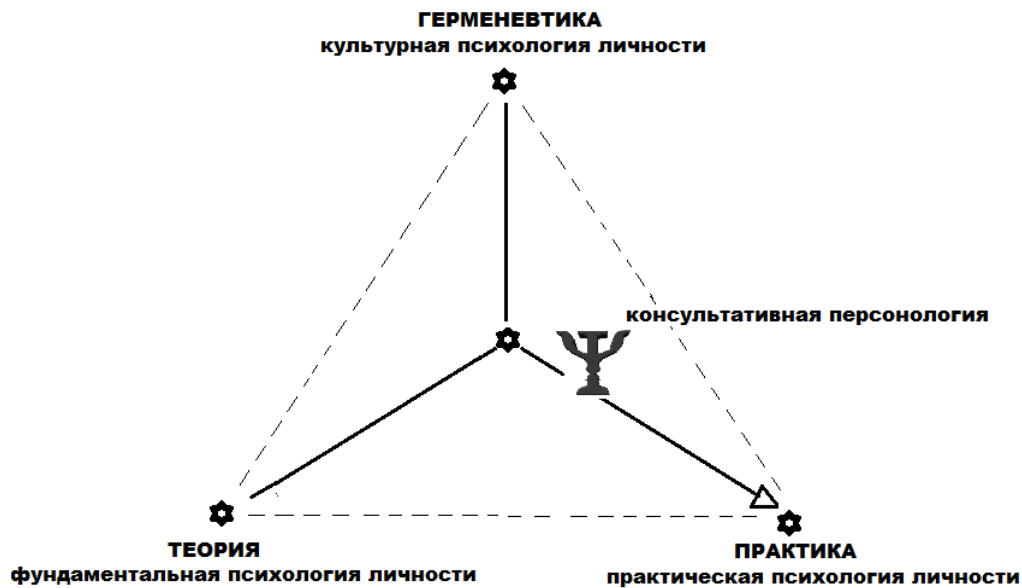 ГЕРМЕНЕВТИКА
культурная психология личности
консультативная персонология
ТЕОРИЯ
фундаментальная психология личности
ПРАКТИКА
практическая психология личности